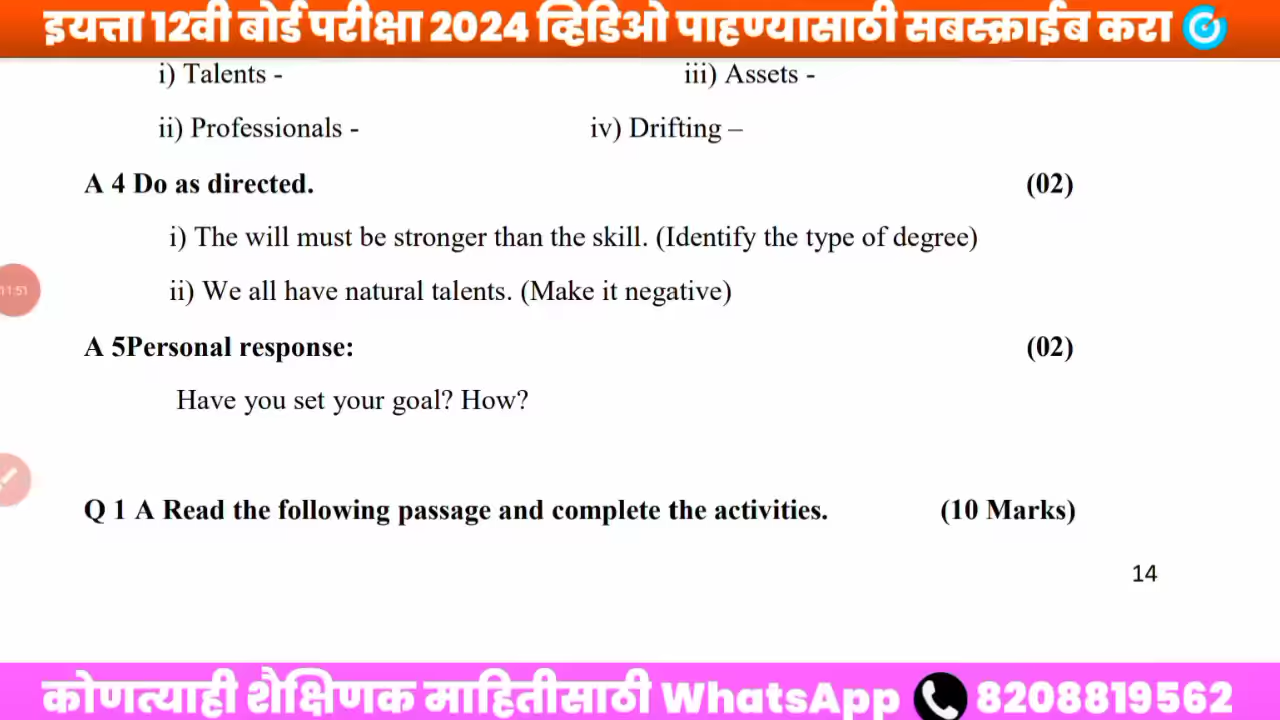 इयत्ता 12वी बोर्ड परीक्षा 2024 व्हिडिओ पाहण्यासाठी सबस्क्राईब करा
i) Talents -
iii) Assets -
ii) Professionals -
iv) Drifting –
A 4 Do as directed. (02)
i) The will must be stronger than the skill. (Identify the type of degree)
11:51
ii) We all have natural talents. (Make it negative)
A 5Personal response: (02)
Have you set your goal? How?
Q 1 A Read the following passage and complete the activities. (10 Marks)
14
कोणत्याही शैक्षिणक माहितीसाठी WhatsApp 8208819562